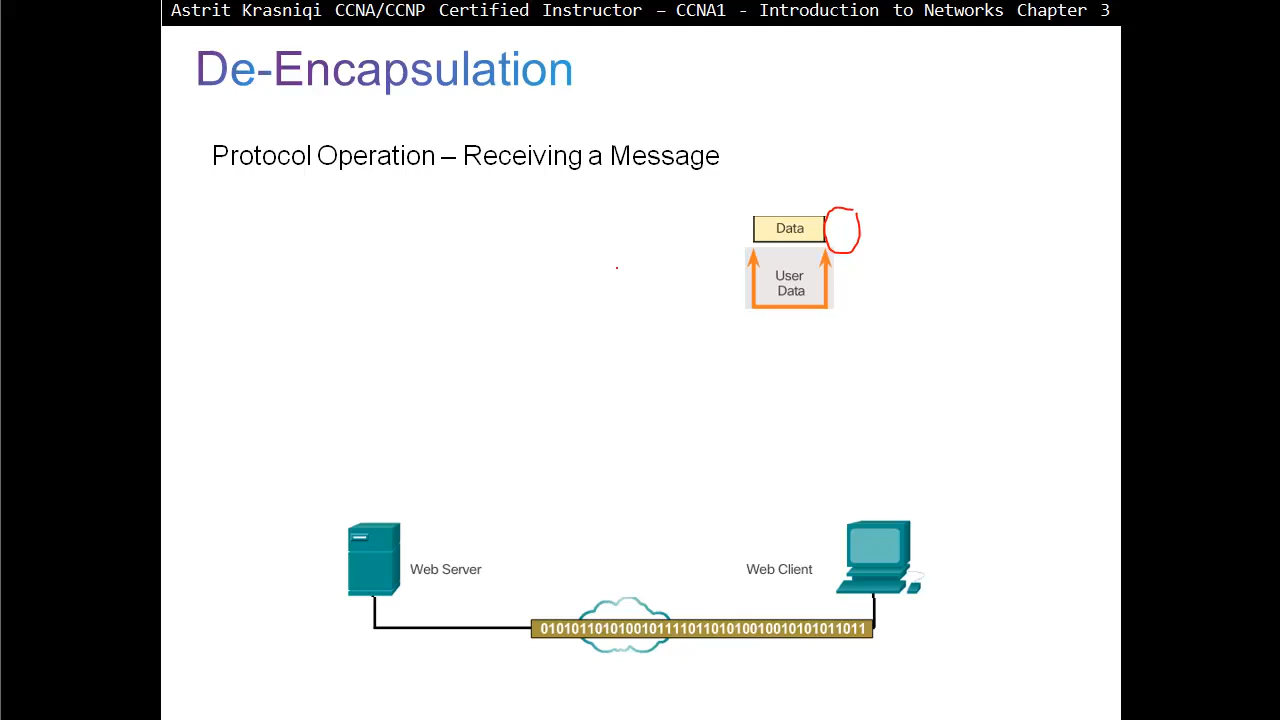 Astrit Krasniqi CCNA/CCNP Certified Instructor – CCNA1 - Introduction to Networks Chapter 3
De-Encapsulation
Protocol Operation – Receiving a Message
Data
User
Data
Web Server
Web Client
010101101010010111101101010010010101011011